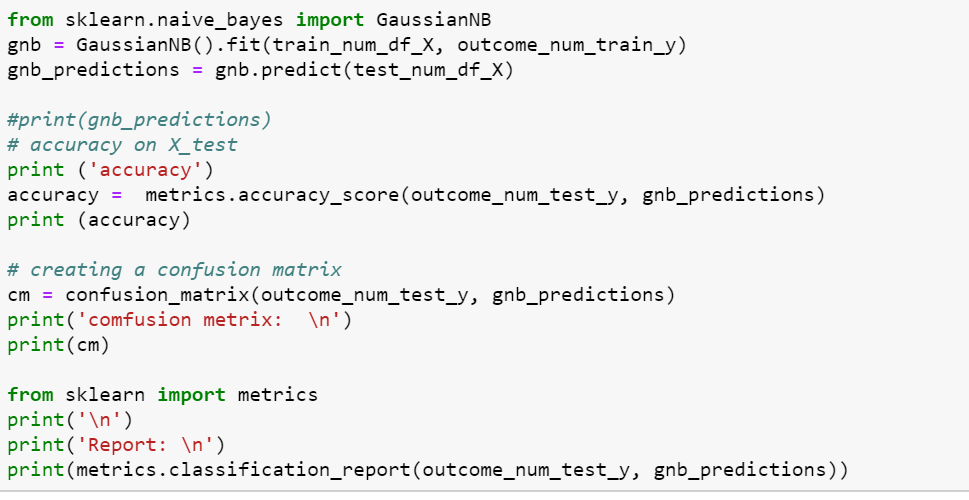 from sklearn.naive_bayes import GaussianNB
gnb = GaussianNB().fit(train_num_df_X, outcome_num_train_y)
gnb_predictions = gnb.predict(test_num_df_X)

#print(gnb_predictions)
# accuracy on X_test
print ('accuracy')
accuracy =  metrics.accuracy_score(outcome_num_test_y, gnb_predictions)
print (accuracy)

# creating a confusion matrix
cm = confusion_matrix(outcome_num_test_y, gnb_predictions)
print('comfusion metrix:  \n')
print(cm)

from sklearn import metrics
print('\n')
print('Report: \n')
print(metrics.classification_report(outcome_num_test_y, gnb_predictions))